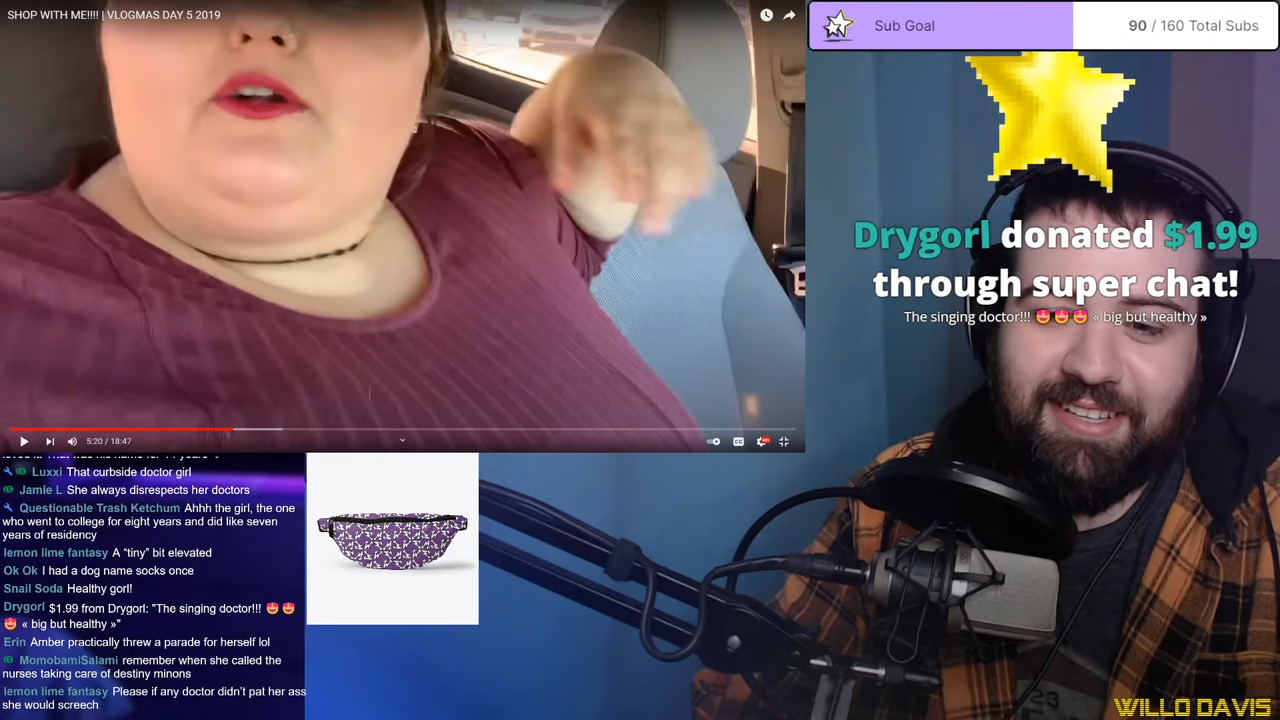 SHOP WITH ME!!!! | VLOGMAS DAY 5 2019
Sub Goal
90 / 160 Total Subs
Drygorl donated $1.99
through super chat!
The singing doctor!!! 😍😍😍 « big but healthy »
5:20 / 18:47
CC
Luxxi That curbside doctor girl
Jamie L She always disrespects her doctors
Questionable Trash Ketchum Ahhh the girl, the one
who went to college for eight years and did like seven
years of residency
lemon lime fantasy A “tiny” bit elevated
Ok Ok I had a dog name socks once
Snail Soda Healthy gorl!
Drygorl $1.99 from Drygorl: "The singing doctor!!! 😍 😍
😍 « big but healthy »"
Erin Amber practically threw a parade for herself lol
MomobamiSalami remember when she called the
nurses taking care of destiny minons
lemon lime fantasy Please if any doctor didn’t pat her ass
she would screech
23
WILLO DAVIS